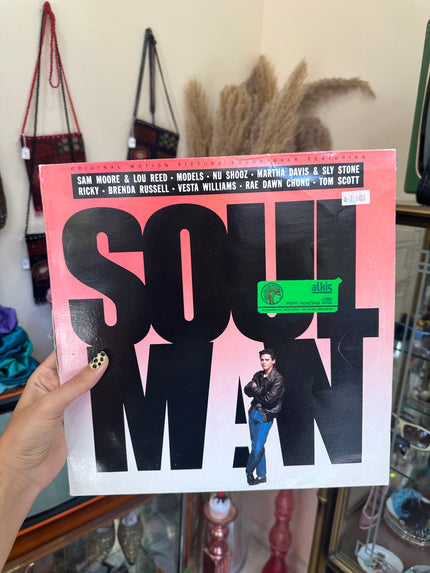 ORIGINAL MOTION PICTURE SOUNDTRACK FEATURING
SAM MOORE & LOU REED · MODELS · NU SHOOZ · MARTHA DAVIS & SLY STONE
RICKY · BRENDA RUSSELL · VESTA WILLIAMS · RAE DAWN CHONG · TOM SCOTT
SOUL
MAN
alkis